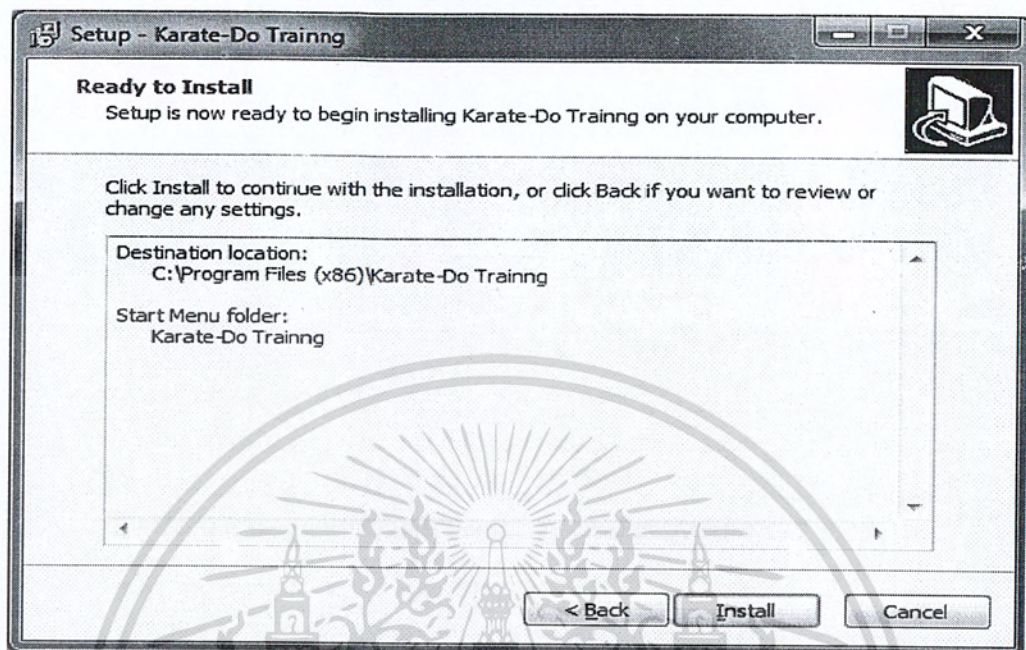 Setup - Karate-Do Trainng
Ready to Install
Setup is now ready to begin installing Karate-Do Trainng on your computer.
Click Install to continue with the installation, or click Back if you want to review or
change any settings.
Destination location:
C:\Program Files (x86)\Karate-Do Trainng
Start Menu folder:
Karate-Do Trainng
< Back
Install
Cancel